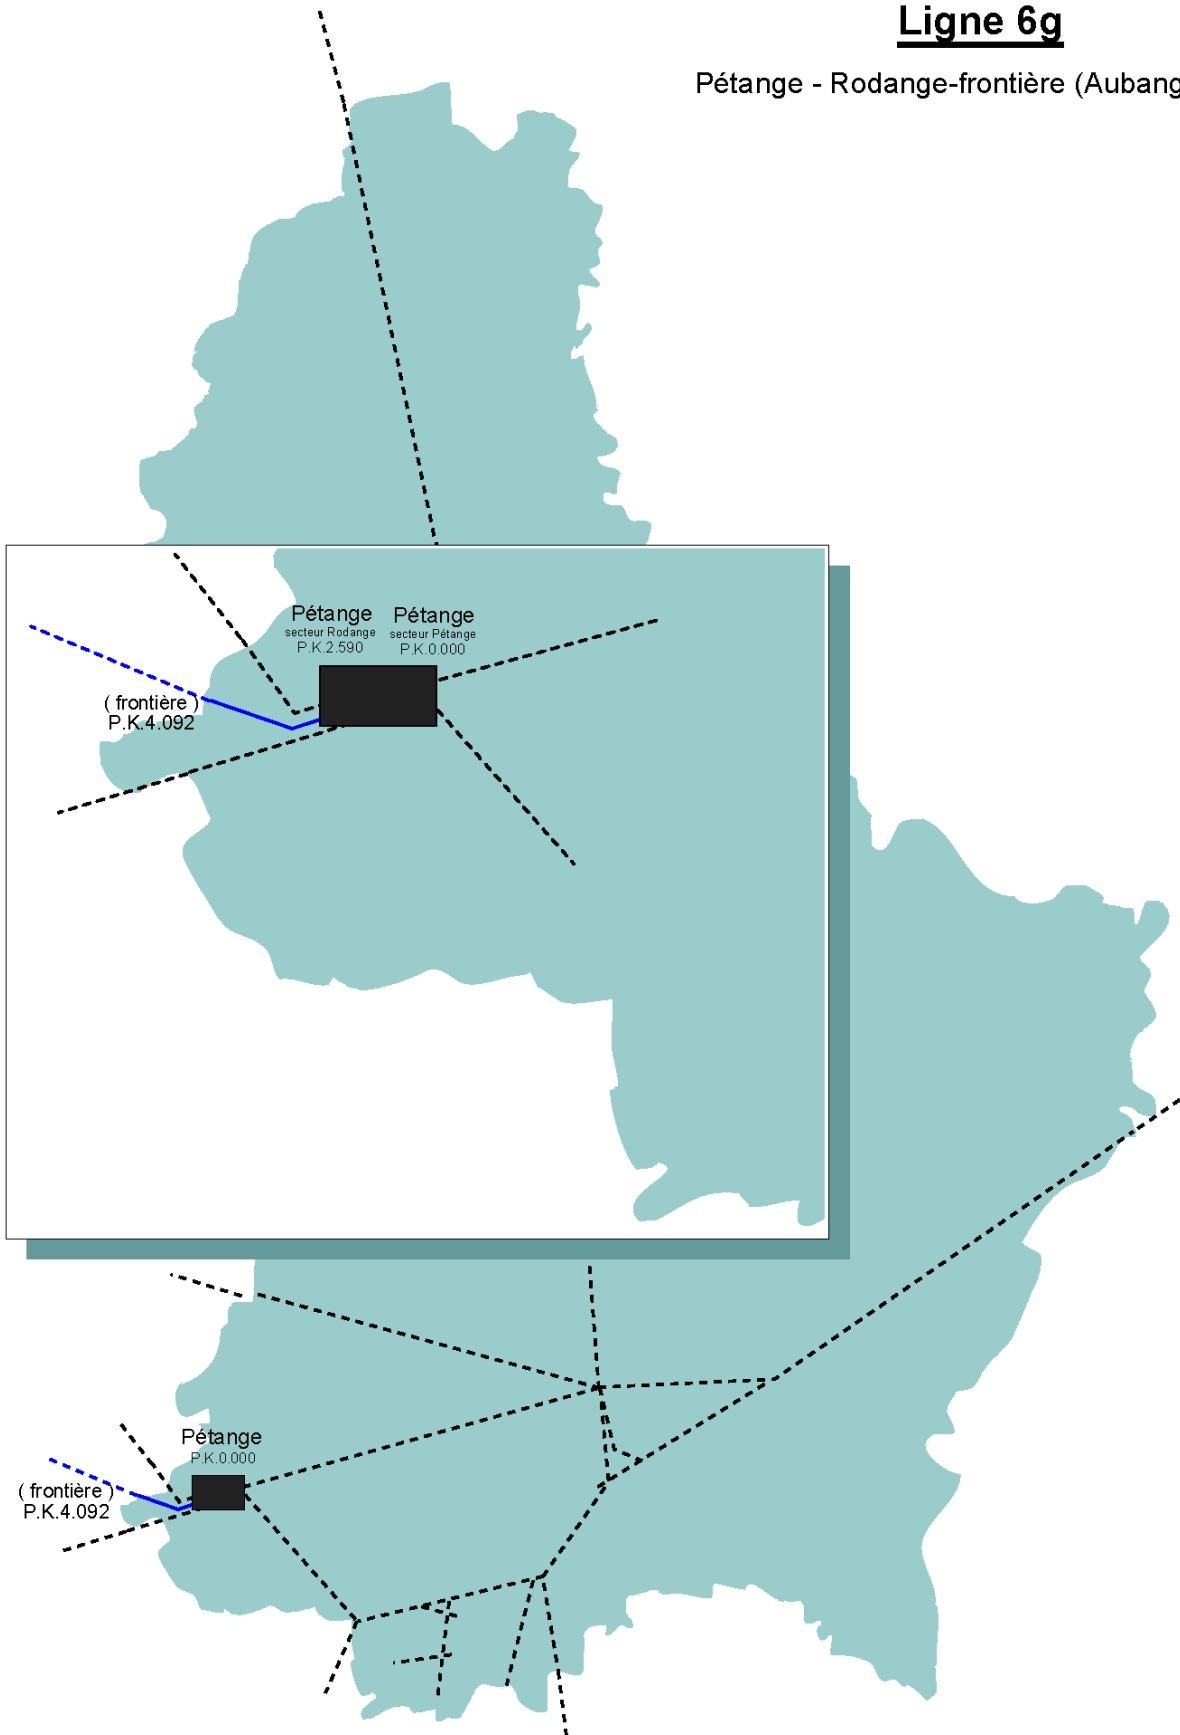 Ligne 6g
Pétange - Rodange-frontière (Aubang
Pétange
secteur Rodange
P.K.2.590
Pétange
secteur Pétange
P.K.0.000
( frontière )
P.K.4.092
Pétange
P.K.0.000
( frontière )
P.K.4.092